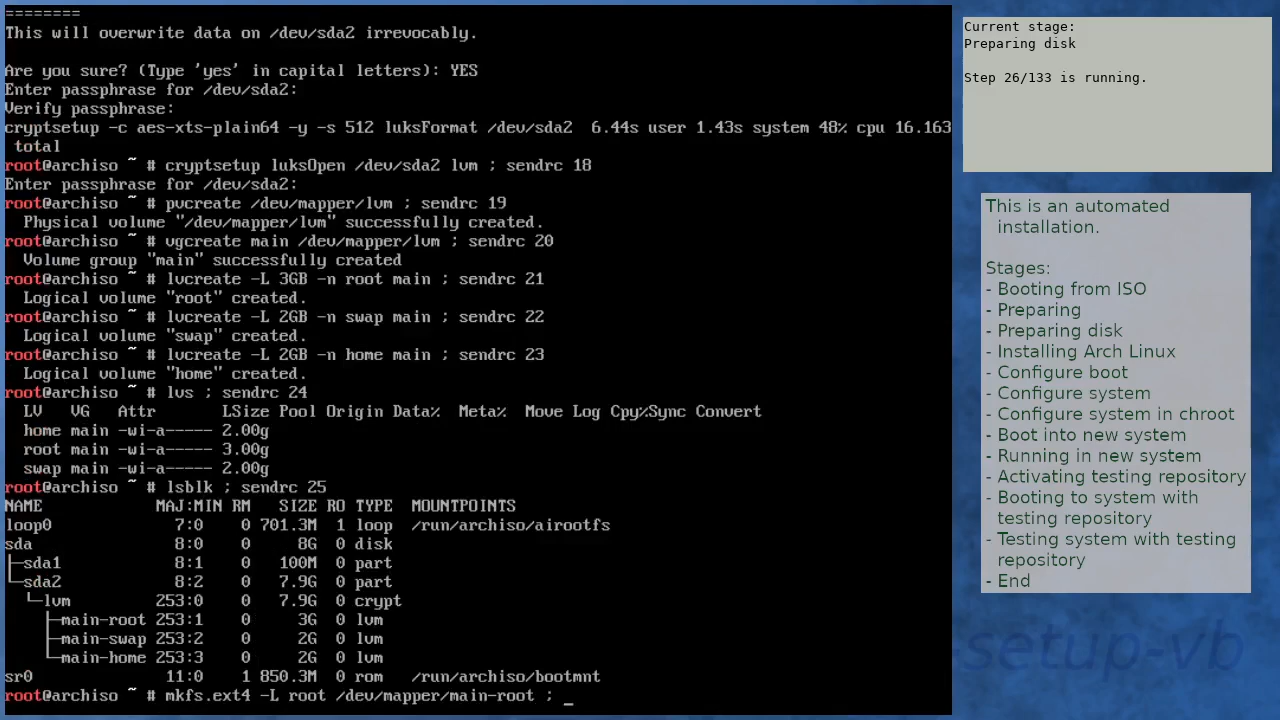 ========
This will overwrite data on /dev/sda2 irrevocably.
Are you sure? (Type 'yes' in capital letters): YES
Enter passphrase for /dev/sda2:
Verify passphrase:
cryptsetup -c aes-xts-plain64 -y -s 512 luksFormat /dev/sda2  6.44s user 1.43s system 48% cpu 16.163
 total
root@archiso ~ # cryptsetup luksOpen /dev/sda2 lvm ; sendrc 18
Enter passphrase for /dev/sda2:
root@archiso ~ # pvcreate /dev/mapper/lvm ; sendrc 19
  Physical volume "/dev/mapper/lvm" successfully created.
root@archiso ~ # vgcreate main /dev/mapper/lvm ; sendrc 20
  Volume group "main" successfully created
root@archiso ~ # lvcreate -L 3GB -n root main ; sendrc 21
  Logical volume "root" created.
root@archiso ~ # lvcreate -L 2GB -n swap main ; sendrc 22
  Logical volume "swap" created.
root@archiso ~ # lvcreate -L 2GB -n home main ; sendrc 23
  Logical volume "home" created.
root@archiso ~ # lvs ; sendrc 24
  LV   VG   Attr       LSize Pool Origin Data%  Meta%  Move Log Cpy%Sync Convert
  home main -wi-a----- 2.00g
  root main -wi-a----- 3.00g
  swap main -wi-a----- 2.00g
root@archiso ~ # lsblk ; sendrc 25
NAME            MAJ:MIN RM   SIZE RO TYPE  MOUNTPOINTS
loop0             7:0    0 701.3M  1 loop  /run/archiso/airootfs
sda               8:0    0     8G  0 disk
├─sda1            8:1    0   100M  0 part
└─sda2            8:2    0   7.9G  0 part
  └─lvm         253:0    0   7.9G  0 crypt
    ├─main-root 253:1    0     3G  0 lvm
    ├─main-swap 253:2    0     2G  0 lvm
    └─main-home 253:3    0     2G  0 lvm
sr0              11:0    1 850.3M  0 rom   /run/archiso/bootmnt
root@archiso ~ # mkfs.ext4 -L root /dev/mapper/main-root ; _
Current stage:
Preparing disk
Step 26/133 is running.
This is an automated
installation.
Stages:
- Booting from ISO
- Preparing
- Preparing disk
- Installing Arch Linux
- Configure boot
- Configure system
- Configure system in chroot
- Boot into new system
- Running in new system
- Activating testing repository
- Booting to system with
testing repository
- Testing system with testing
repository
- End
-setup-vb